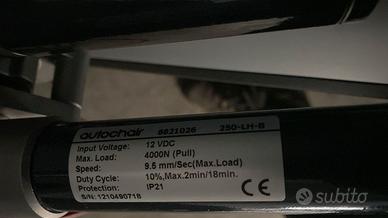 autochair 8821026 250-LH-B
Input Voltage: 12 VDC
Max. Load: 4000N (Pull)
Speed: 9.5 mm/Sec(Max.Load)
Duty Cycle: 10%,Max.2min/18min.
Protection: IP21
S/N: 1210490718
CE
subito